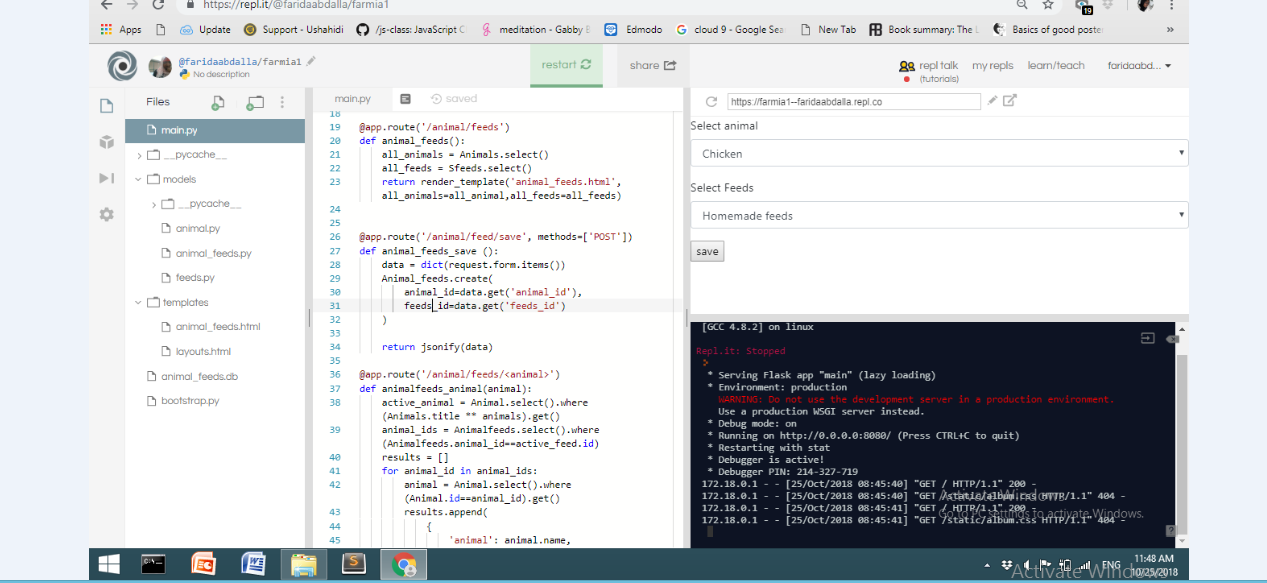 https://repl.it/@faridaabdalla/farmia1
19
Apps
Update
Support - Ushahidi
/js-class: JavaScript C
meditation - Gabby B
Edmodo
cloud 9 - Google Sea
New Tab
Book summary: The L
Basics of good poste
»
@faridaabdalla/farmia1
No description
restart
share
repl talk
(tutorials)
my repls
learn/teach
faridaabd...
Files
main.py
__pycache__
models
__pycache__
animal.py
animal_feeds.py
feeds.py
templates
animal_feeds.html
layouts.html
animal_feeds.db
bootstrap.py
main.py
saved
18
19 @app.route('/animal/feeds')
20 def animal_feeds():
21 all_animals = Animals.select()
22 all_feeds = Sfeeds.select()
23 return render_template('animal_feeds.html',
all_animals=all_animal,all_feeds=all_feeds)
24
25
26 @app.route('/animal/feed/save', methods=['POST'])
27 def animal_feeds_save ():
28 data = dict(request.form.items())
29 Animal_feeds.create(
30 animal_id=data.get('animal_id'),
31 feeds_id=data.get('feeds_id')
32 )
33
34 return jsonify(data)
35
36 @app.route('/animal/feeds/<animal>')
37 def animalfeeds_animal(animal):
38 active_animal = Animal.select().where
(Animals.title ** animals).get()
39 animal_ids = Animalfeeds.select().where
(Animalfeeds.animal_id==active_feed.id)
40 results = []
41 for animal_id in animal_ids:
42 animal = Animal.select().where
(Animal.id==animal_id).get()
43 results.append(
44 {
45 'animal': animal.name,
https://farmia1--faridaabdalla.repl.co
Select animal
Chicken
Select Feeds
Homemade feeds
save
[GCC 4.8.2] on linux
Repl.it: Stopped
>
* Serving Flask app "main" (lazy loading)
* Environment: production
WARNING: Do not use the development server in a production environment.
Use a production WSGI server instead.
* Debug mode: on
* Running on http://0.0.0.0:8080/ (Press CTRL+C to quit)
* Restarting with stat
* Debugger is active!
* Debugger PIN: 214-327-719
172.18.0.1 - - [25/Oct/2018 08:45:40] "GET / HTTP/1.1" 200 -
172.18.0.1 - - [25/Oct/2018 08:45:40] "GET /static/album.css HTTP/1.1" 404 -
172.18.0.1 - - [25/Oct/2018 08:45:41] "GET / HTTP/1.1" 200 -
172.18.0.1 - - [25/Oct/2018 08:45:41] "GET /static/album.css HTTP/1.1" 404 -
Activate Windows
Go to PC settings to activate Windows.
ENG
11:48 AM
10/25/2018
Activate Windows